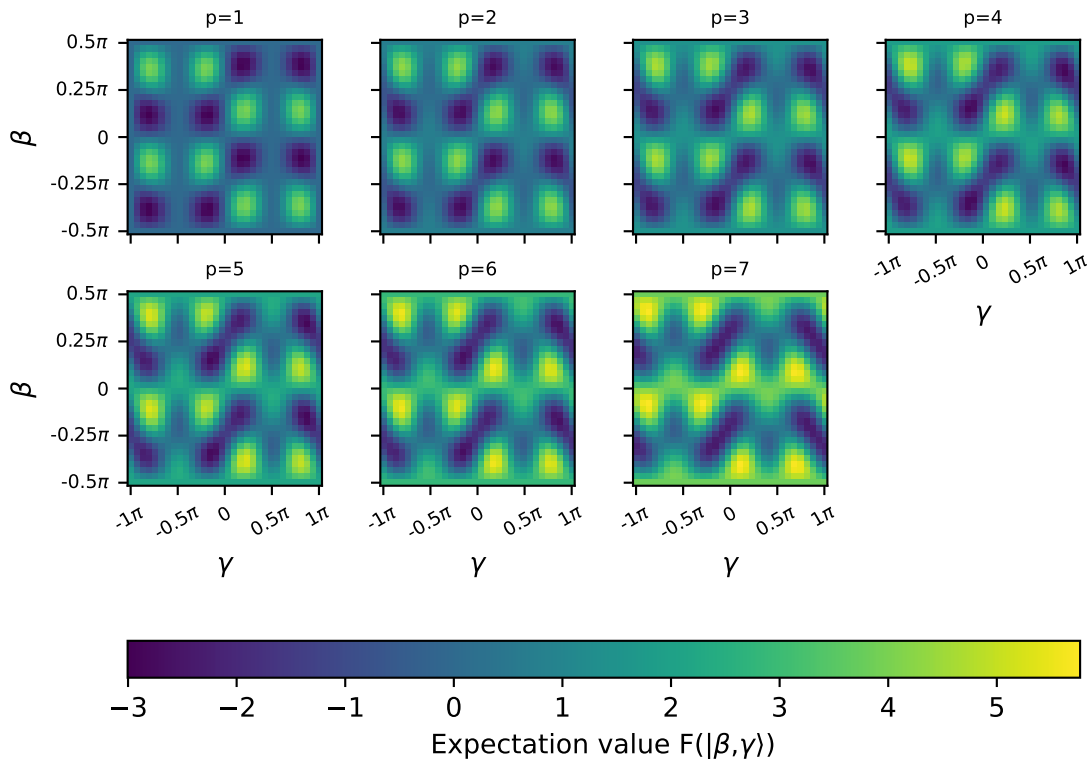 p=1 p=2 p=3 p=4
0.5π
0.25π
0
-0.25π
-0.5π
β
-1π -0.5π 0 0.5π 1π
γ
p=5 p=6 p=7
0.5π
0.25π
0
-0.25π
-0.5π
β
-1π -0.5π 0 0.5π 1π -1π -0.5π 0 0.5π 1π -1π -0.5π 0 0.5π 1π
γ γ γ
−3 −2 −1 0 1 2 3 4 5
Expectation value F(|β,γ⟩)